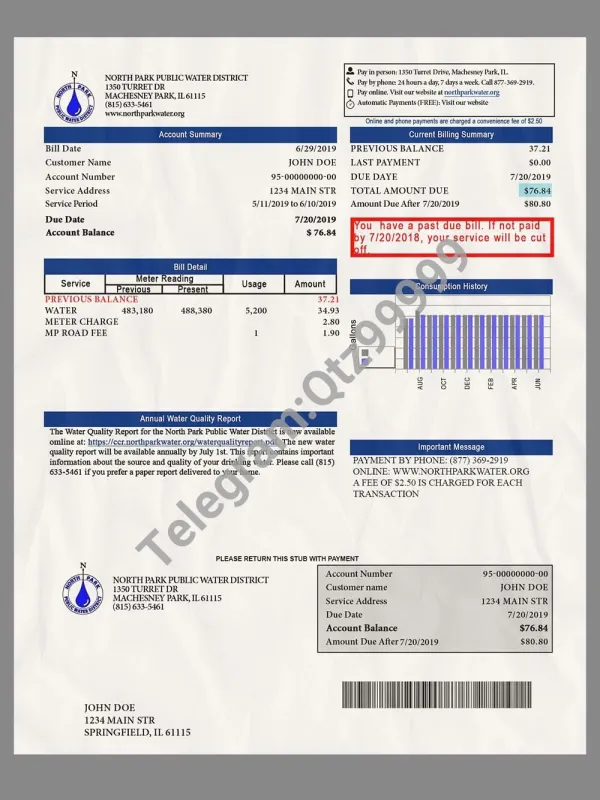 NORTH PARK
PUBLIC WATER DISTRICT
NORTH PARK PUBLIC WATER DISTRICT
1350 TURRET DR
MACHESNEY PARK, IL 61115
(815) 633-5461
www.northparkwater.org
Pay in person: 1350 Turret Drive, Machesney Park, IL.
Pay by phone: 24 hours a day, 7 days a week. Call 877-369-2919.
Pay online. Visit our website at northparkwater.org
Automatic Payments (FREE): Visit our website
Online and phone payments are charged a convenience fee of $2.50
Account Summary
Bill Date 6/29/2019
Customer Name JOHN DOE
Account Number 95-00000000-00
Service Address 1234 MAIN STR
Service Period 5/11/2019 to 6/10/2019
Due Date 7/20/2019
Account Balance $ 76.84
Current Billing Summary
PREVIOUS BALANCE 37.21
LAST PAYMENT $0.00
DUE DAYE 7/20/2019
TOTAL AMOUNT DUE $76.84
Amount Due After 7/20/2019 $80.80
You have a past due bill. If not paid
by 7/20/2018, your service will be cut
off.
Bill Detail
Service Meter Reading Usage Amount
Previous Present
PREVIOUS BALANCE 37.21
WATER 483,180 488,380 5,200 34.93
METER CHARGE 2.80
MP ROAD FEE 1 1.90
Consumption History
allons
AUG OCT DEC FEB APR JUN
Annual Water Quality Report
The Water Quality Report for the North Park Public Water District is now available
omline at: https://ccr.northparkwater.org/waterqualityreport.pdf. The new water
quality report will be available annually by July 1st. This report contains important
information about the source and quality of your drinking water. Please call (815)
633-5461 if you prefer a paper report delivered to your home.
Important Message
PAYMENT BY PHONE: (877) 369-2919
ONLINE: WWW.NORTHPARKWATER.ORG
A FEE OF $2.50 IS CHARGED FOR EACH
TRANSACTION
Telegram:Qtz99999
PLEASE RETURN THIS STUB WITH PAYMENT
NORTH PARK
PUBLIC WATER DISTRICT
NORTH PARK PUBLIC WATER DISTRICT
1350 TURRET DR
MACHESNEY PARK, IL 61115
(815) 633-5461
Account Number 95-00000000-00
Customer name JOHN DOE
Service Address 1234 MAIN STR
Due Date 7/20/2019
Account Balance $76.84
Amount Due After 7/20/2019 $80.80
JOHN DOE
1234 MAIN STR
SPRINGFIELD, IL 61115